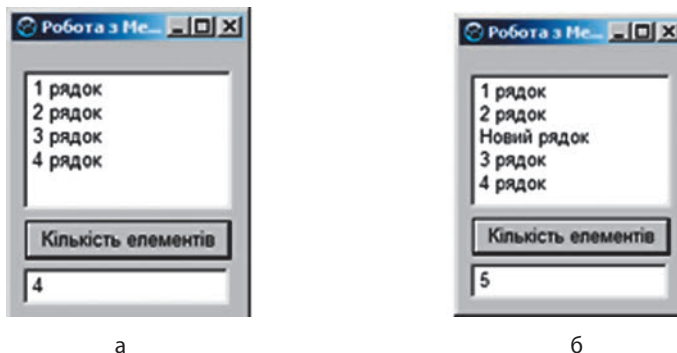 Робота з Ме...
1 рядок
2 рядок
3 рядок
4 рядок
Кількість елементів
4
а
Робота з Ме...
1 рядок
2 рядок
Новий рядок
3 рядок
4 рядок
Кількість елементів
5
б